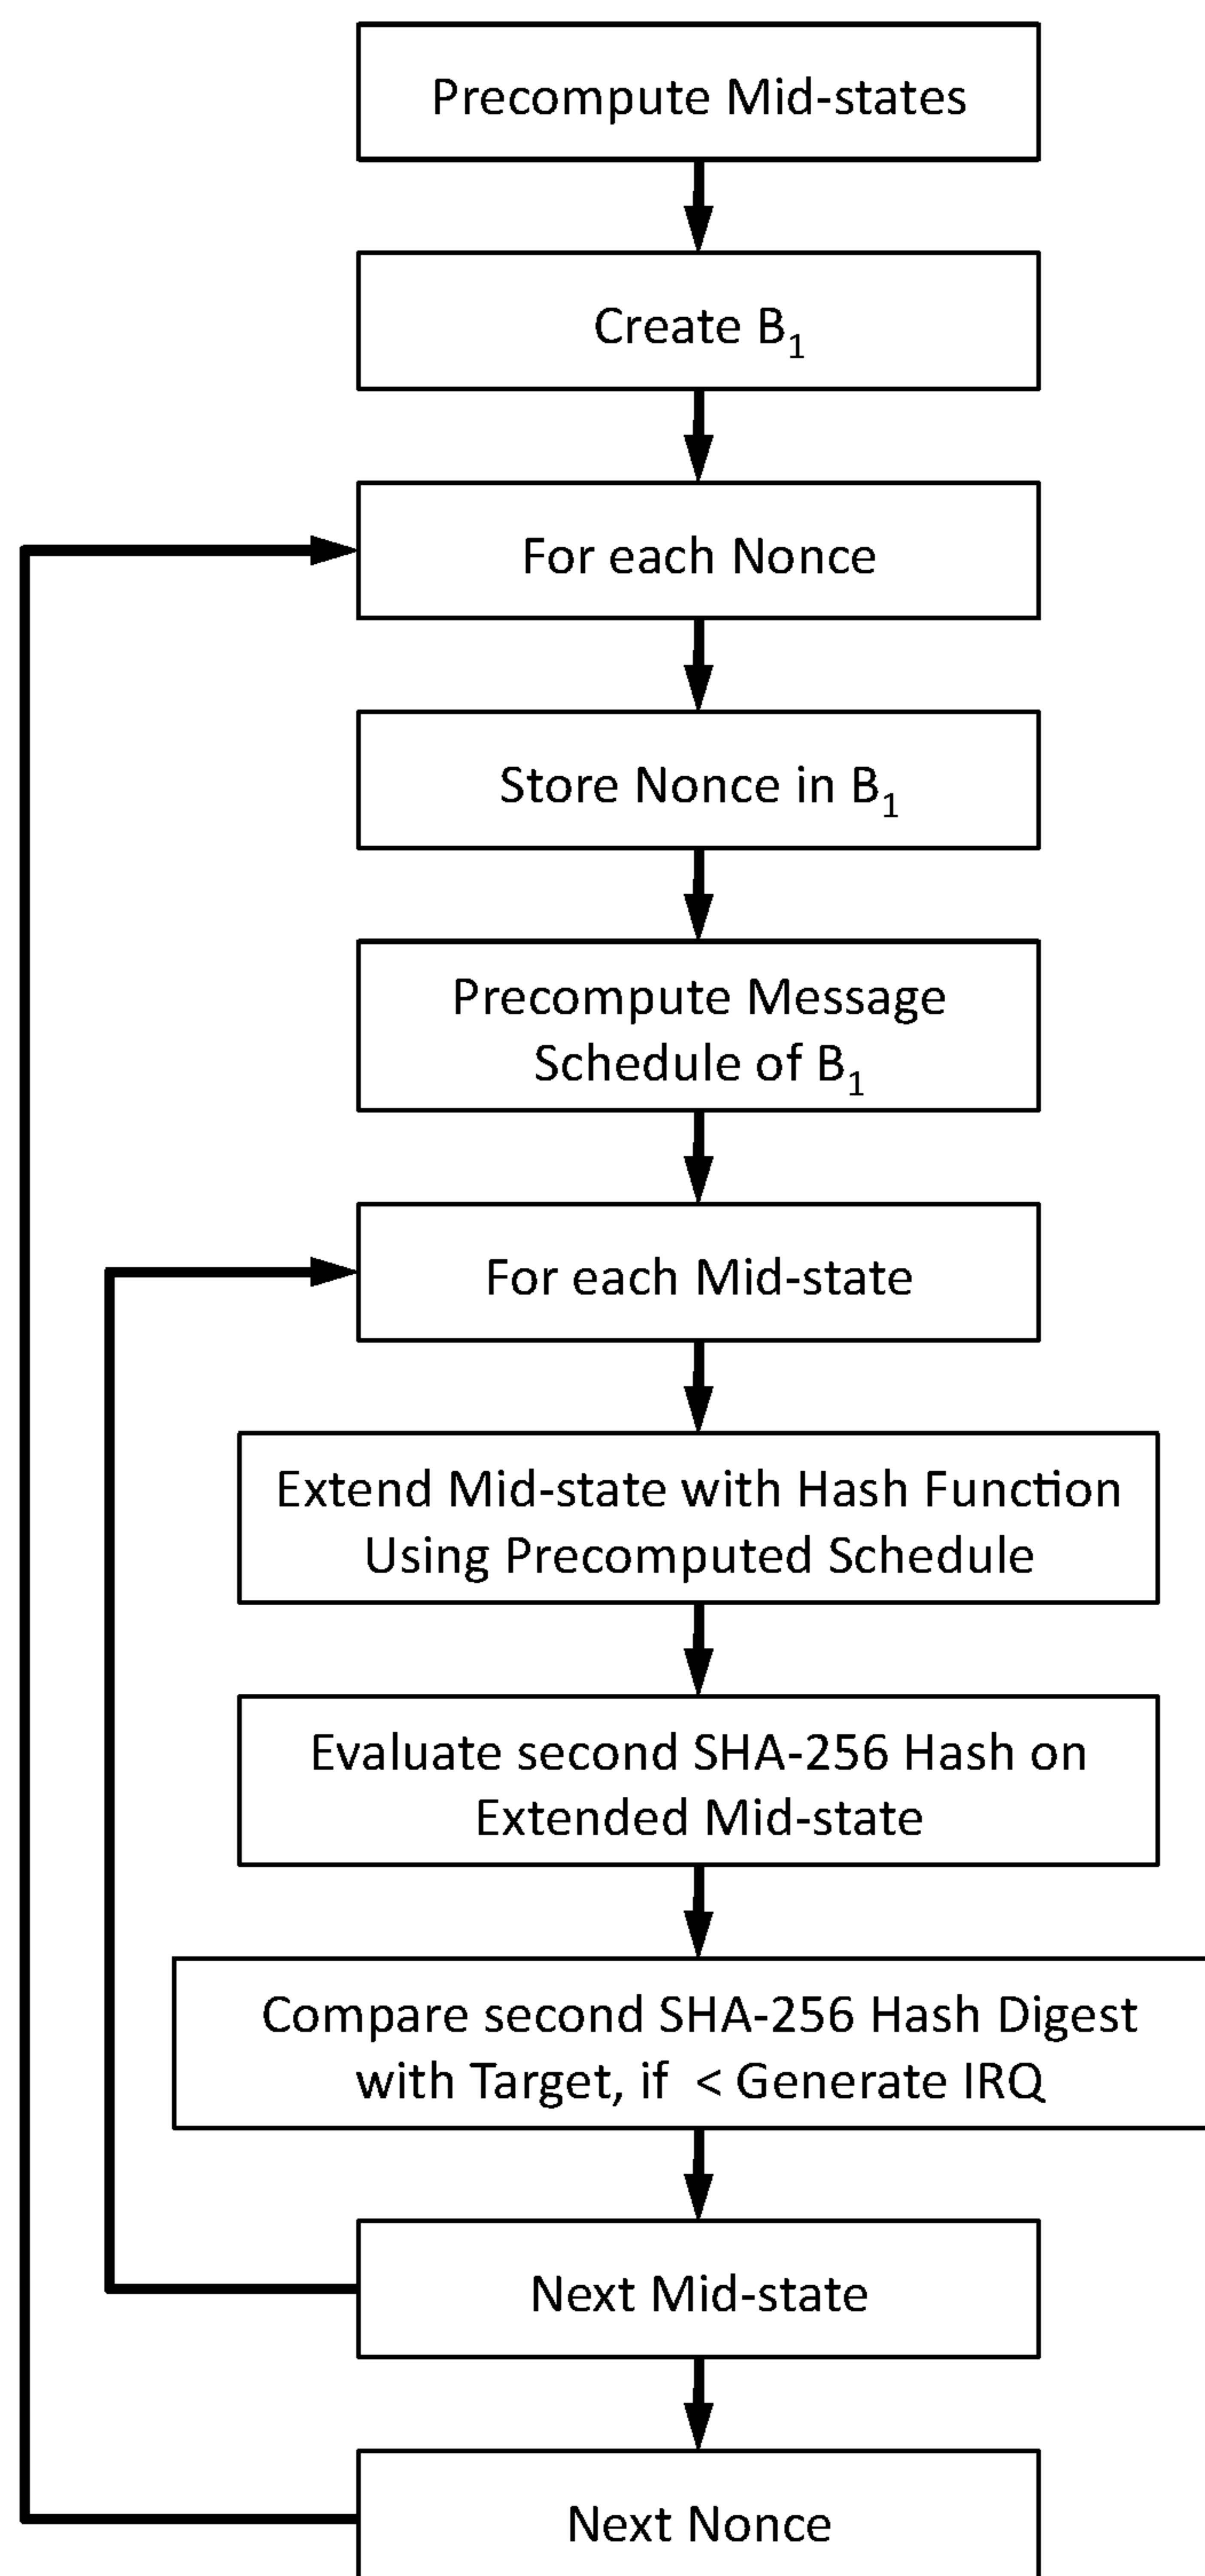 Precompute Mid-states
Create B₁
For each Nonce
Store Nonce in B₁
Precompute Message
Schedule of B₁
For each Mid-state
Extend Mid-state with Hash Function
Using Precomputed Schedule
Evaluate second SHA-256 Hash on
Extended Mid-state
Compare second SHA-256 Hash Digest
with Target, if < Generate IRQ
Next Mid-state
Next Nonce